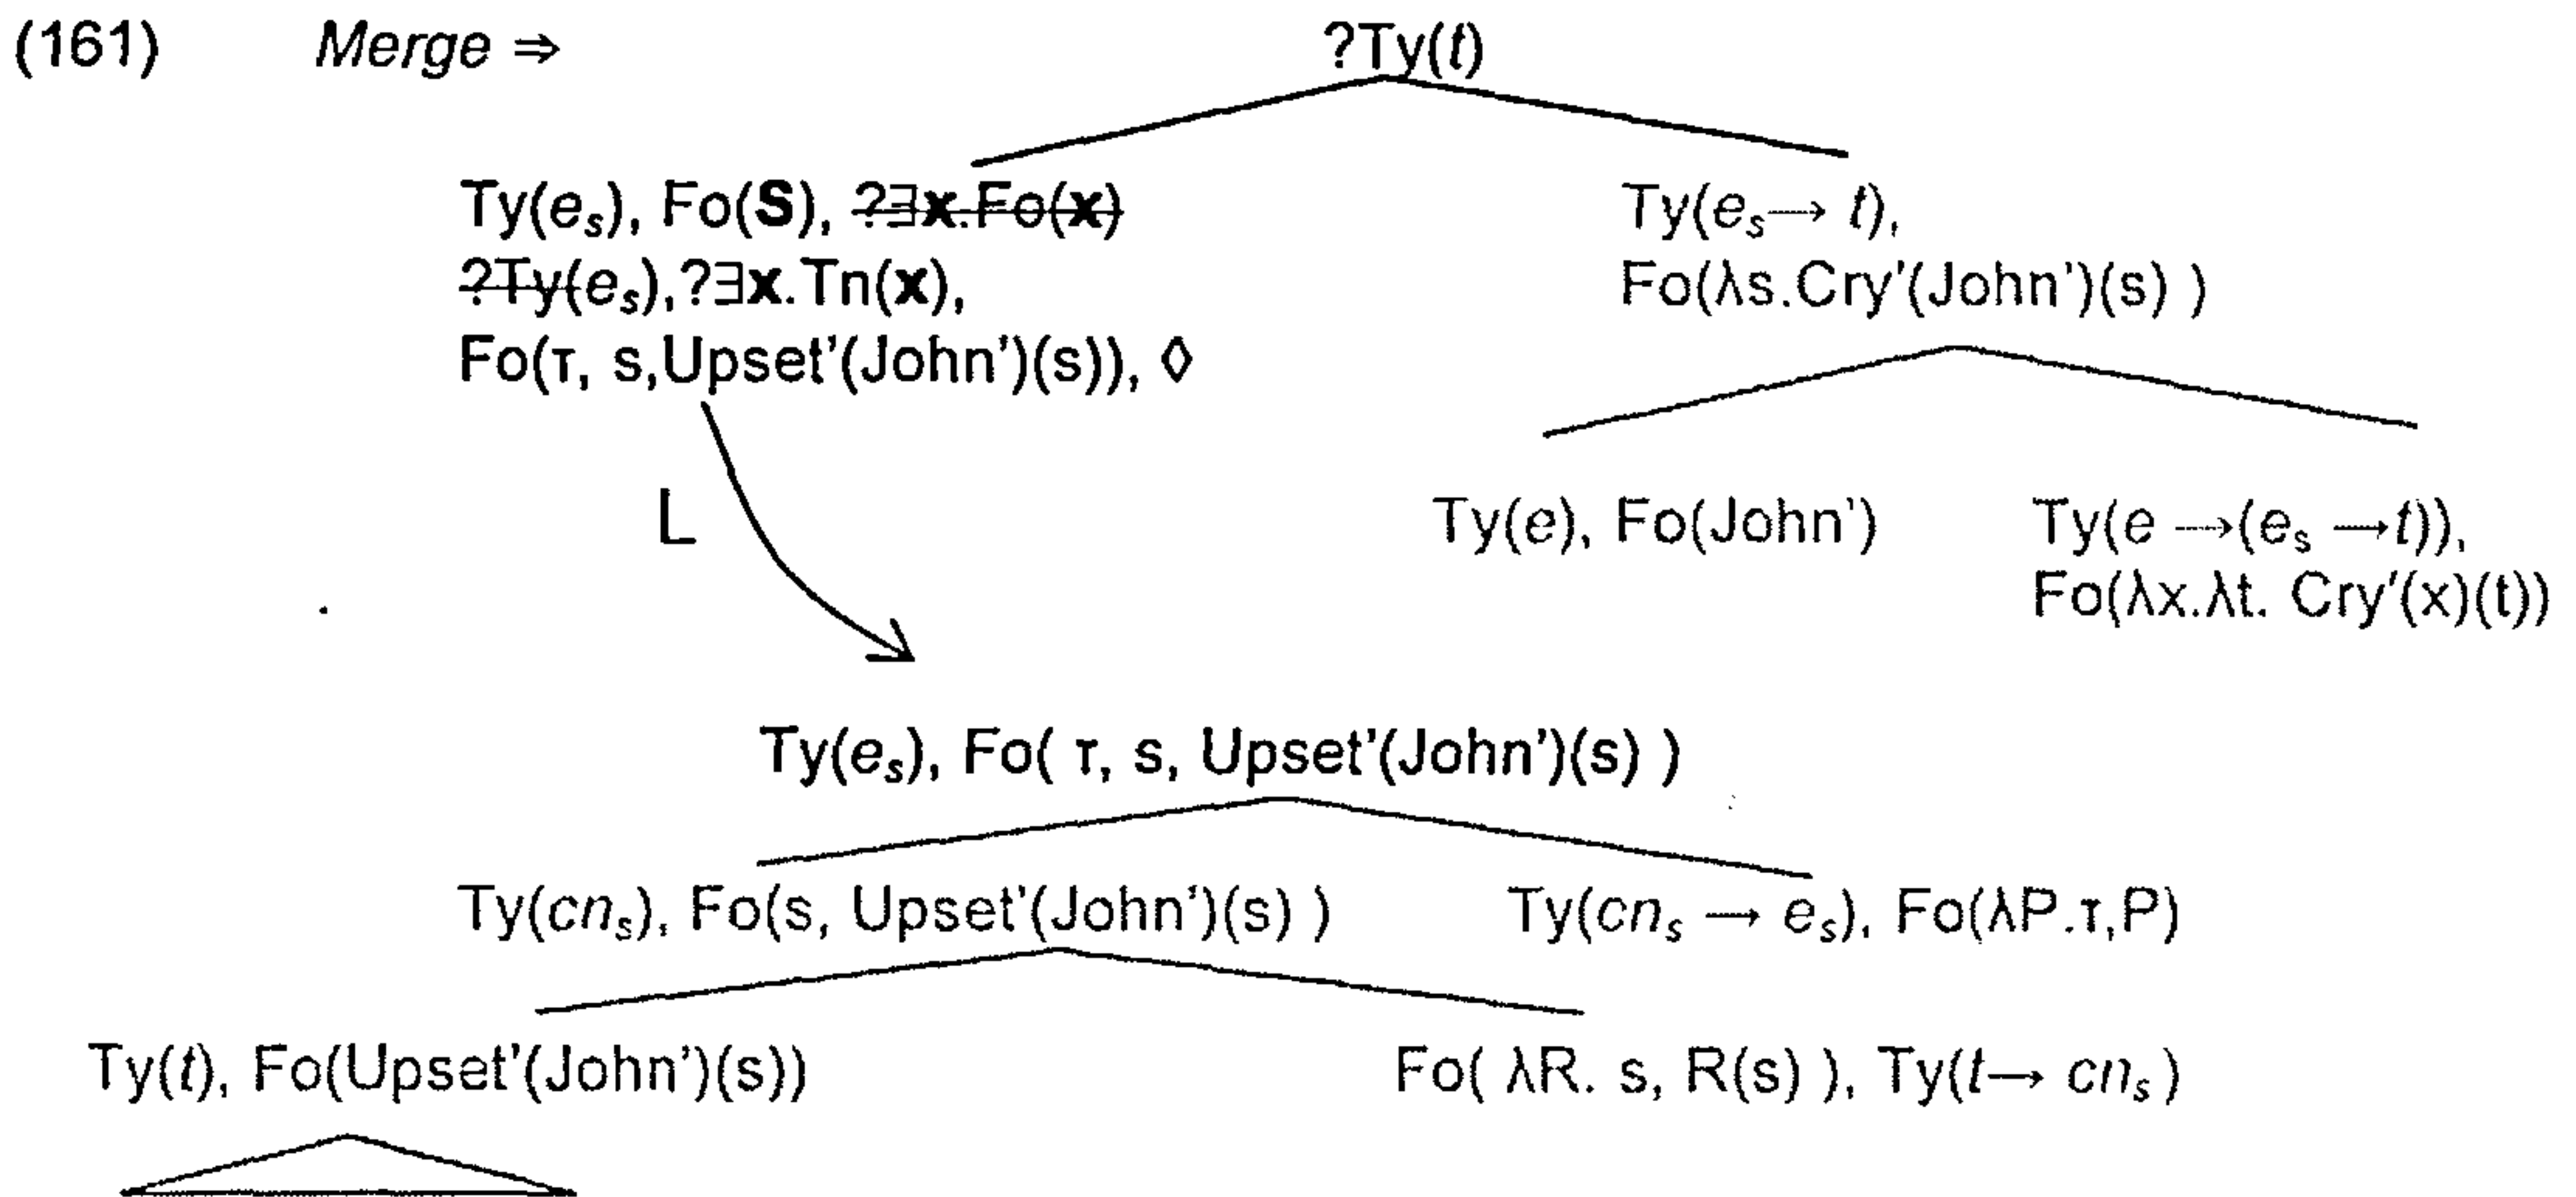 (161) Merge ⇒ ?Ty(t)
Ty(eₛ), Fo(S), ?∃x.Fo(x)
?Ty(eₛ),?∃x.Tn(x),
Fo(τ, s,Upset'(John')(s)), ◊
Ty(eₛ→ t),
Fo(λs.Cry'(John')(s) )
L
Ty(e), Fo(John')
Ty(e →(eₛ →t)),
Fo(λx.λt. Cry'(x)(t))
Ty(eₛ), Fo( τ, s, Upset'(John')(s) )
Ty(cnₛ), Fo(s, Upset'(John')(s) ) Ty(cnₛ → eₛ), Fo(λP.τ,P)
Ty(t), Fo(Upset'(John')(s)) Fo( λR. s, R(s) ), Ty(t→ cnₛ)